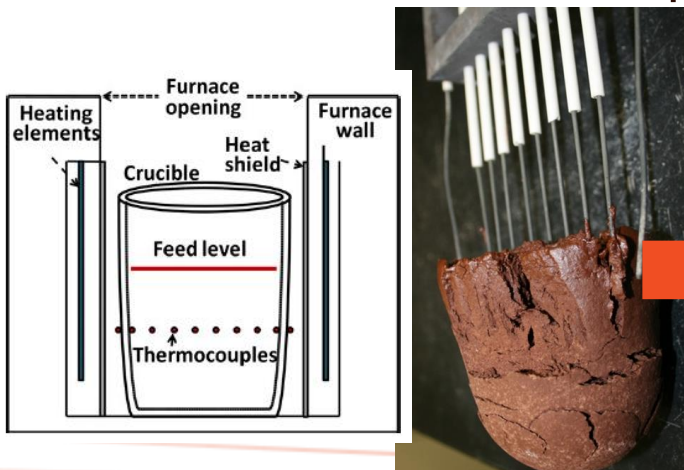 Furnace
opening
Heating
elements
Furnace
wall
Heat
shield
Crucible
Feed level
Thermocouples